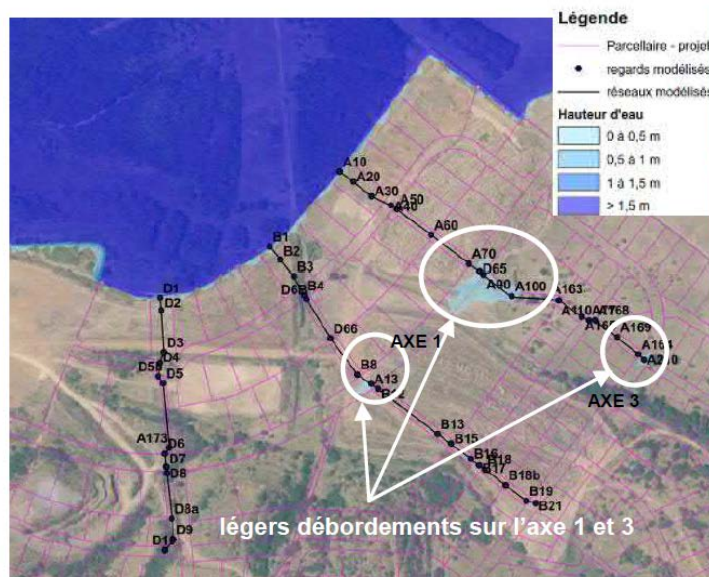 Légende
Parcellaire - projet
regards modélisés
réseaux modélisés
Hauteur d'eau
0 à 0,5 m
0,5 à 1 m
1 à 1,5 m
> 1,5 m
A10
A20
A30
A50
A40
A60
A70
D65
A90
A100
A163
A110
A168
A169
A164
B1
B2
B3
B4
D66
B8
A13
B12
B13
B15
B16
B18
B17
B18b
B19
B21
D1
D2
D3
D4
D5
A173
D6
D7
D8
D8a
D9
AXE 1
AXE 3
légers débordements sur l'axe 1 et 3